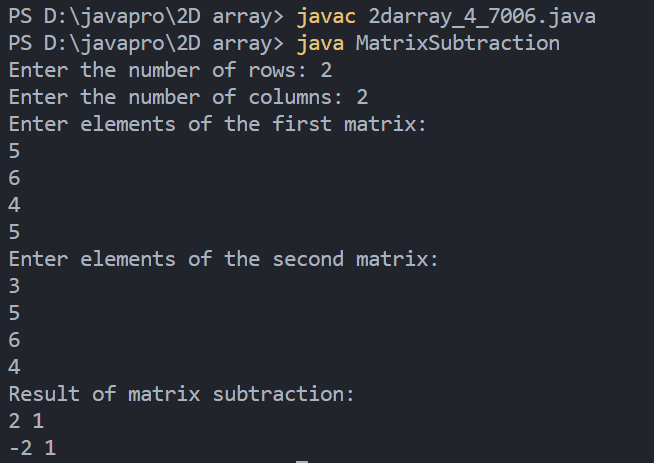 PS D:\javapro\2D array> javac 2darray_4_7006.java
PS D:\javapro\2D array> java MatrixSubtraction
Enter the number of rows: 2
Enter the number of columns: 2
Enter elements of the first matrix:
5
6
4
5
Enter elements of the second matrix:
3
5
6
4
Result of matrix subtraction:
2 1
-2 1